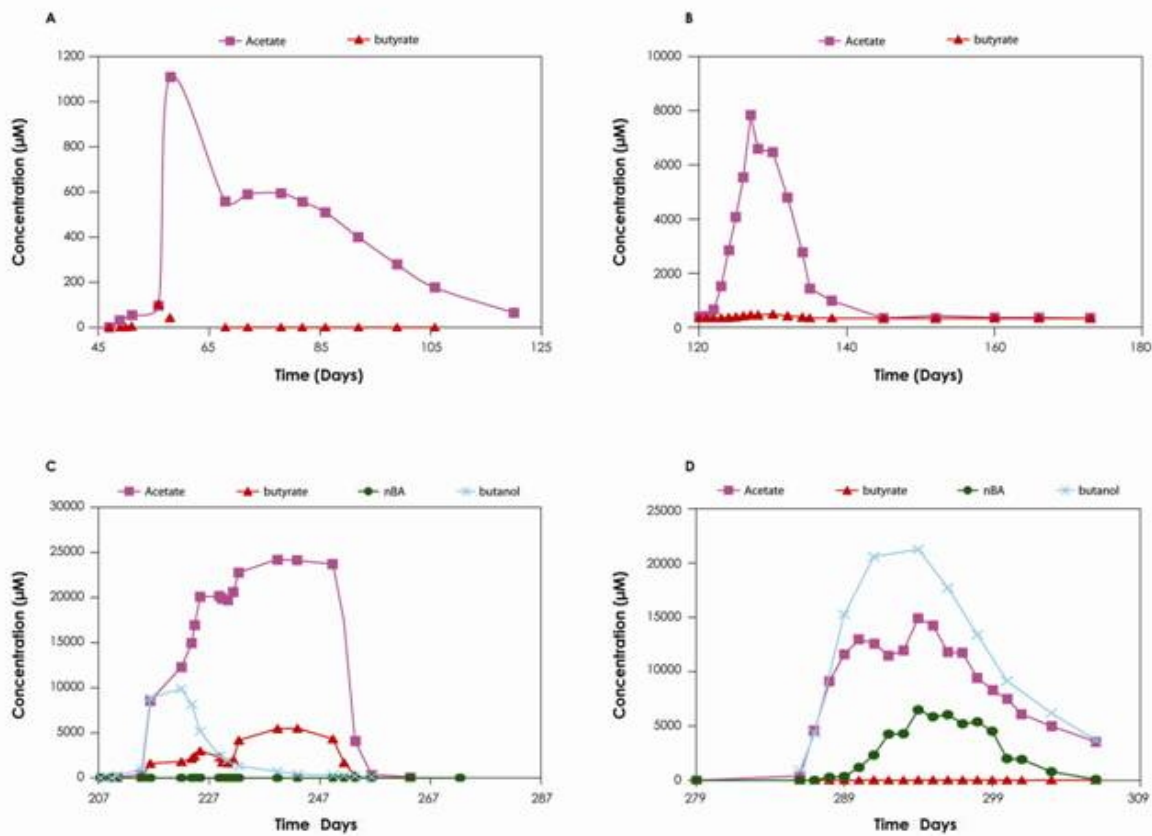 A
Acetate butyrate
1200
1000
800
600
400
200
0
45 65 85 105 125
Concentration (µM)
Time (Days)
B
Acetate butyrate
10000
8000
6000
4000
2000
0
120 140 160 180
Concentration (µM)
Time (Days)
C
Acetate butyrate nBA butanol
30000
25000
20000
15000
10000
5000
0
207 227 247 267 287
Concentration (µM)
Time Days
D
Acetate butyrate nBA butanol
25000
20000
15000
10000
5000
0
279 289 299 309
Concentration (µM)
Time Days